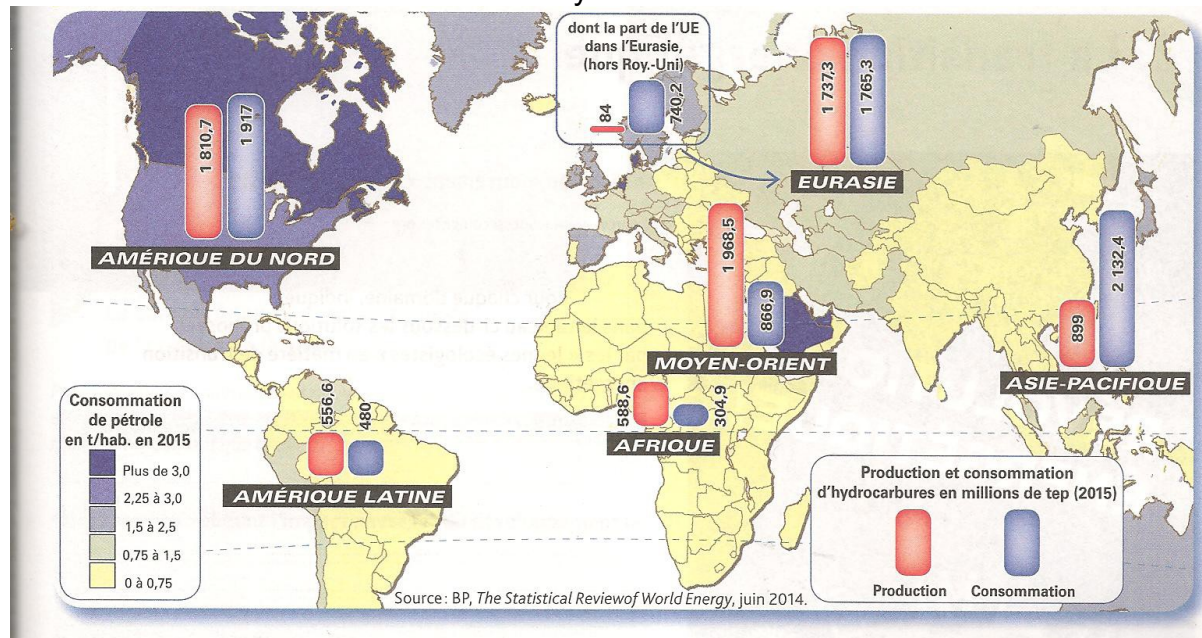 y
dont la part de l'UE
dans l'Eurasie,
(hors Roy.-Uni)
84
740,2
1 737,3
1 765,3
EURASIE
1 810,7
1 917
AMÉRIQUE DU NORD
1 968,5
866,9
MOYEN-ORIENT
899
2 132,4
ASIE-PACIFIQUE
588,6
304,9
AFRIQUE
556,6
480
AMÉRIQUE LATINE
Consommation
de pétrole
en t/hab. en 2015
Plus de 3,0
2,25 à 3,0
1,5 à 2,5
0,75 à 1,5
0 à 0,75
Production et consommation
d'hydrocarbures en millions de tep (2015)
Production
Consommation
Source : BP, The Statistical Reviewof World Energy, juin 2014.